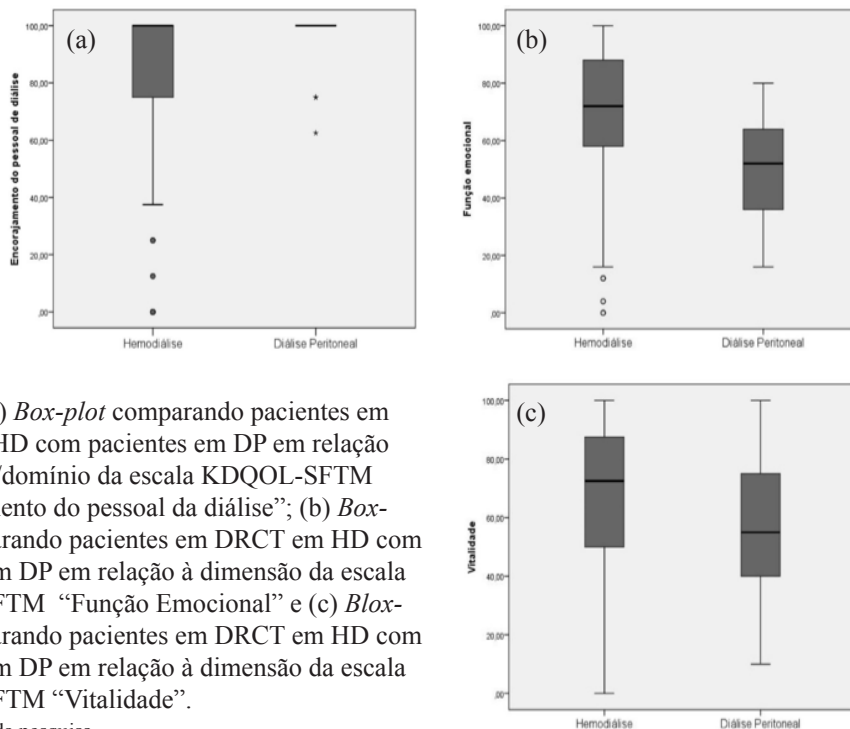 (a)
Encorajamento do pessoal de diálise
100,00
80,00
60,00
40,00
20,00
,00
Hemodiálise
Diálise Peritoneal
(b)
Função emocional
100,00
80,00
60,00
40,00
20,00
,00
Hemodiálise
Diálise Peritoneal
) Box-plot comparando pacientes em
HD com pacientes em DP em relação
/domínio da escala KDQOL-SFTM
ento do pessoal da diálise”; (b) Box-
arando pacientes em DRCT em HD com
m DP em relação à dimensão da escala
FTM “Função Emocional” e (c) Blox-
arando pacientes em DRCT em HD com
m DP em relação à dimensão da escala
FTM “Vitalidade”.
(c)
Vitalidade
100,00
80,00
60,00
40,00
20,00
,00
Hemodiálise
Diálise Peritoneal